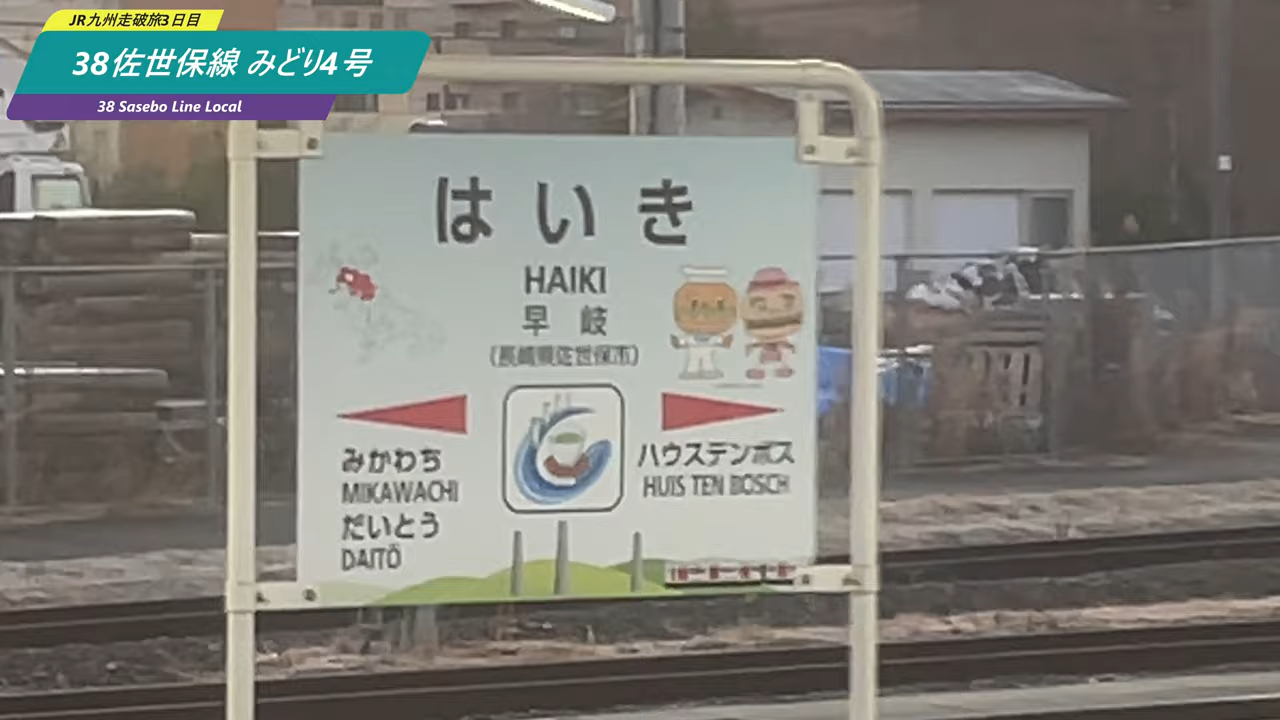 JR九州走破旅3日目
38佐世保線 みどり4号
38 Sasebo Line Local
はいき
HAIKI
早岐
(長崎県佐世保市)
みかわち
MIKAWACHI
だいとう
DAITŌ
ハウステンボス
HUIS TEN BOSCH